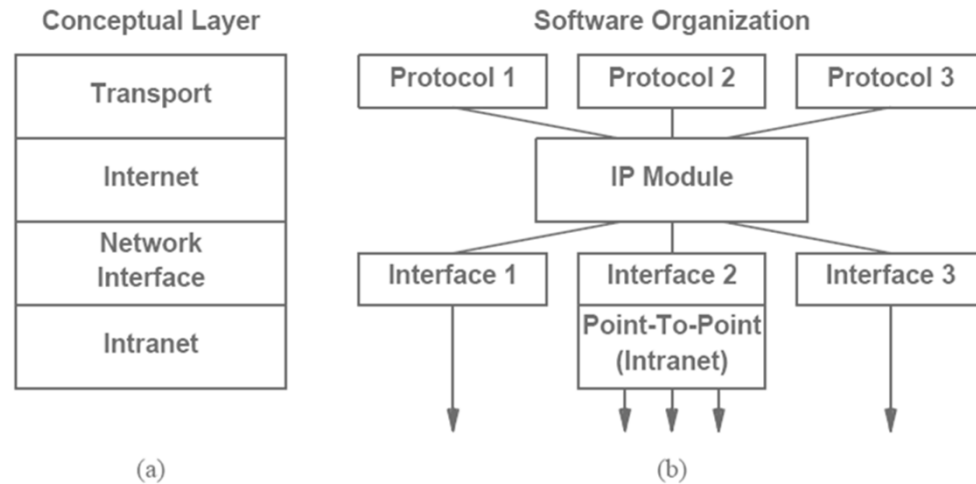 Conceptual Layer
Software Organization
Transport
Internet
Network
Interface
Intranet
Protocol 1
Protocol 2
Protocol 3
IP Module
Interface 1
Interface 2
Interface 3
Point-To-Point
(Intranet)
(a)
(b)